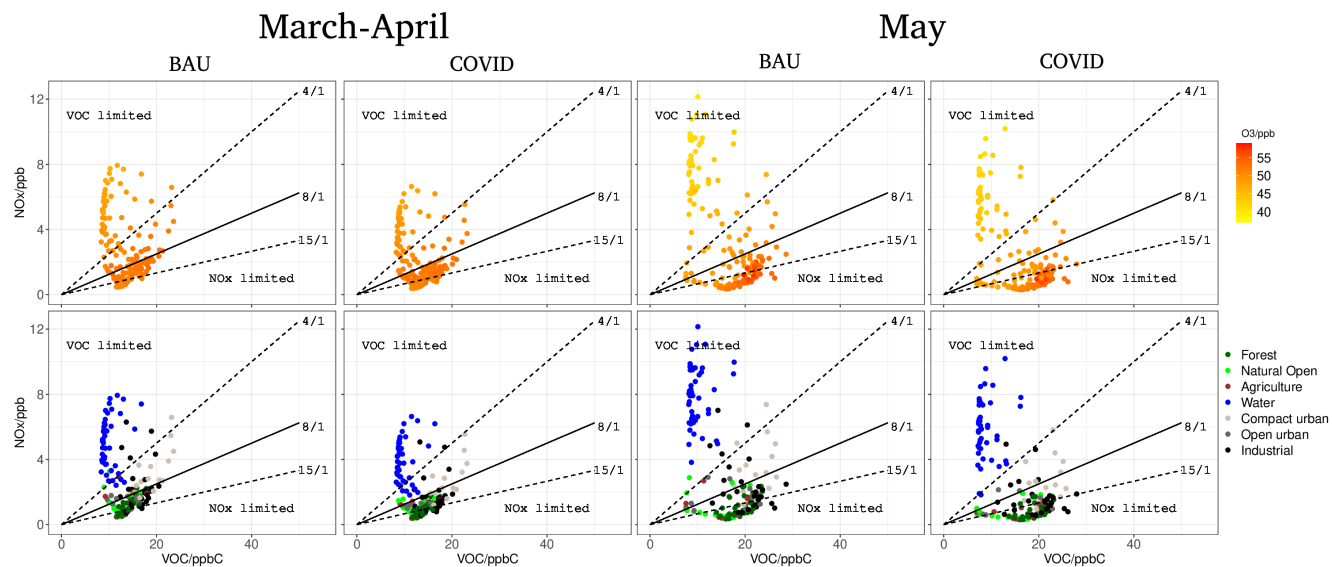 March-April May
BAU COVID BAU COVID
NOx/ppb
12
8
4
0
VOC limited 4/1
8/1
15/1
NOx limited
VOC limited 4/1
8/1
15/1
NOx limited
VOC limited 4/1
8/1
15/1
NOx limited
VOC limited 4/1
8/1
15/1
NOx limited
O3/ppb
55
50
45
40
NOx/ppb
12
8
4
0
VOC limited 4/1
8/1
15/1
NOx limited
0 20 40
VOC/ppbC
VOC limited 4/1
8/1
15/1
NOx limited
0 20 40
VOC/ppbC
VOC limited 4/1
8/1
15/1
NOx limited
0 20 40
VOC/ppbC
VOC limited 4/1
8/1
15/1
NOx limited
0 20 40
VOC/ppbC
Forest
Natural Open
Agriculture
Water
Compact urban
Open urban
Industrial